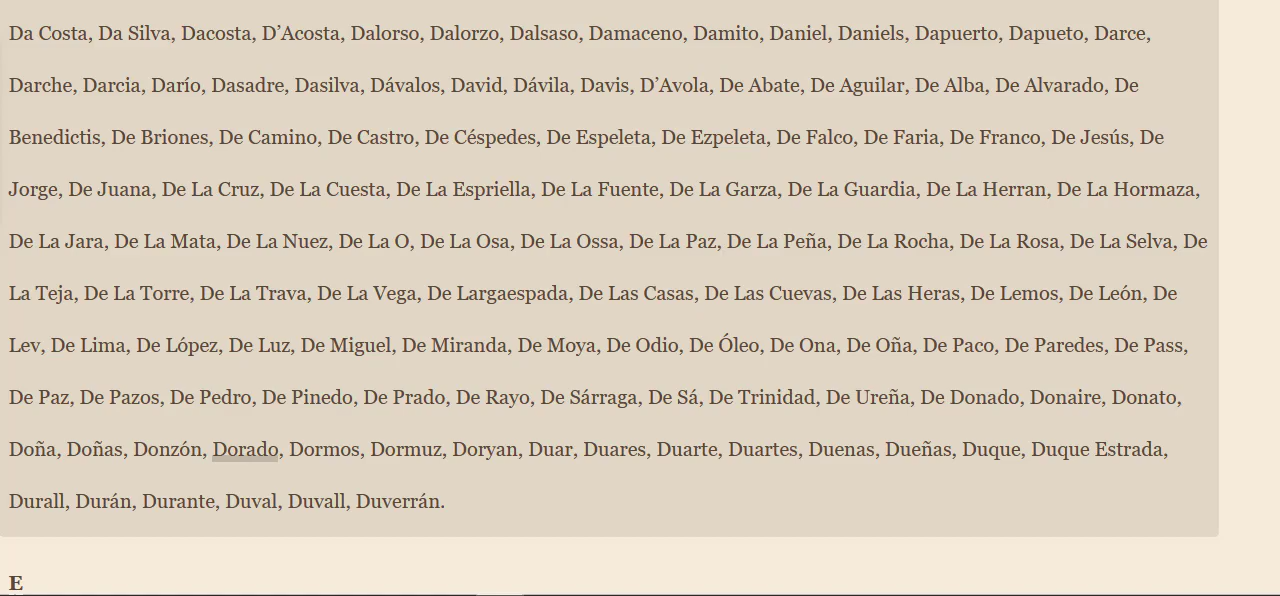 Da Costa, Da Silva, Dacosta, D’Acosta, Dalorso, Dalorzo, Dalsaso, Damaceno, Damito, Daniel, Daniels, Dapuerto, Dapueto, Darce,
Darche, Darcia, Darío, Dasadre, Dasilva, Dávalos, David, Dávila, Davis, D’Avola, De Abate, De Aguilar, De Alba, De Alvarado, De
Benedictis, De Briones, De Camino, De Castro, De Céspedes, De Espeleta, De Ezpeleta, De Falco, De Faria, De Franco, De Jesús, De
Jorge, De Juana, De La Cruz, De La Cuesta, De La Espriella, De La Fuente, De La Garza, De La Guardia, De La Herran, De La Hormaza,
De La Jara, De La Mata, De La Nuez, De La O, De La Osa, De La Ossa, De La Paz, De La Peña, De La Rocha, De La Rosa, De La Selva, De
La Teja, De La Torre, De La Trava, De La Vega, De Largaespada, De Las Casas, De Las Cuevas, De Las Heras, De Lemos, De León, De
Lev, De Lima, De López, De Luz, De Miguel, De Miranda, De Moya, De Odio, De Óleo, De Ona, De Oña, De Paco, De Paredes, De Pass,
De Paz, De Pazos, De Pedro, De Pinedo, De Prado, De Rayo, De Sárraga, De Sá, De Trinidad, De Ureña, De Donado, Donaire, Donato,
Doña, Doñas, Donzón, Dorado, Dormos, Dormuz, Doryan, Duar, Duares, Duarte, Duartes, Duenas, Dueñas, Duque, Duque Estrada,
Durall, Durán, Durante, Duval, Duvall, Duverrán.
E